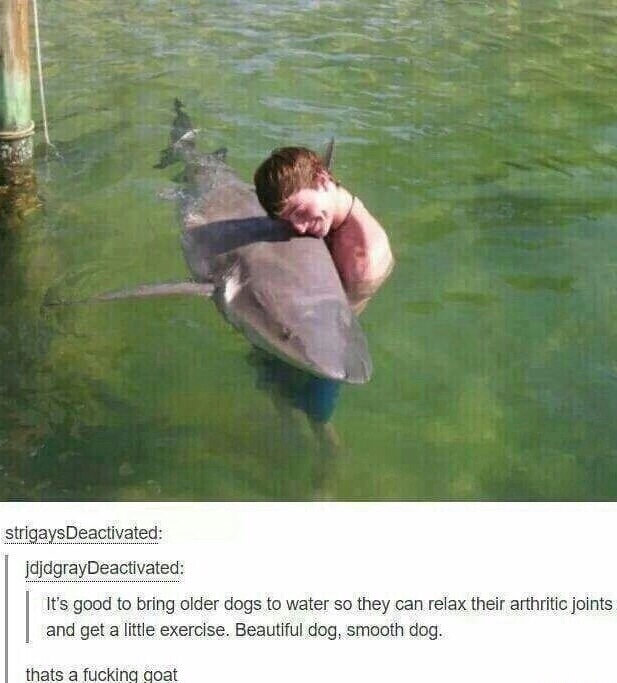 strigaysDeactivated:
jdjdgrayDeactivated:
It's good to bring older dogs to water so they can relax their arthritic joints
and get a little exercise. Beautiful dog, smooth dog.
thats a fucking goat